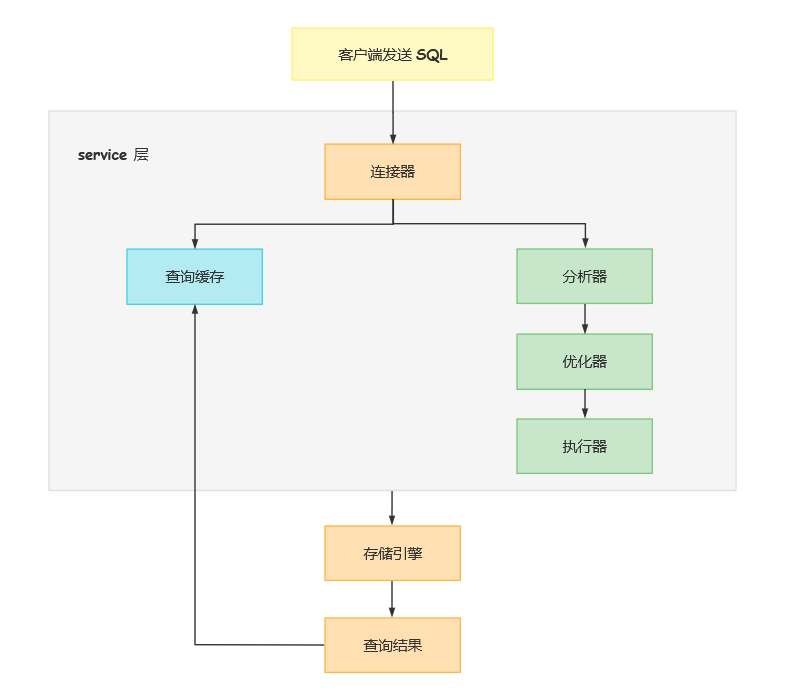 客户端发送 SQL
service 层
连接器
查询缓存
分析器
优化器
执行器
存储引擎
查询结果